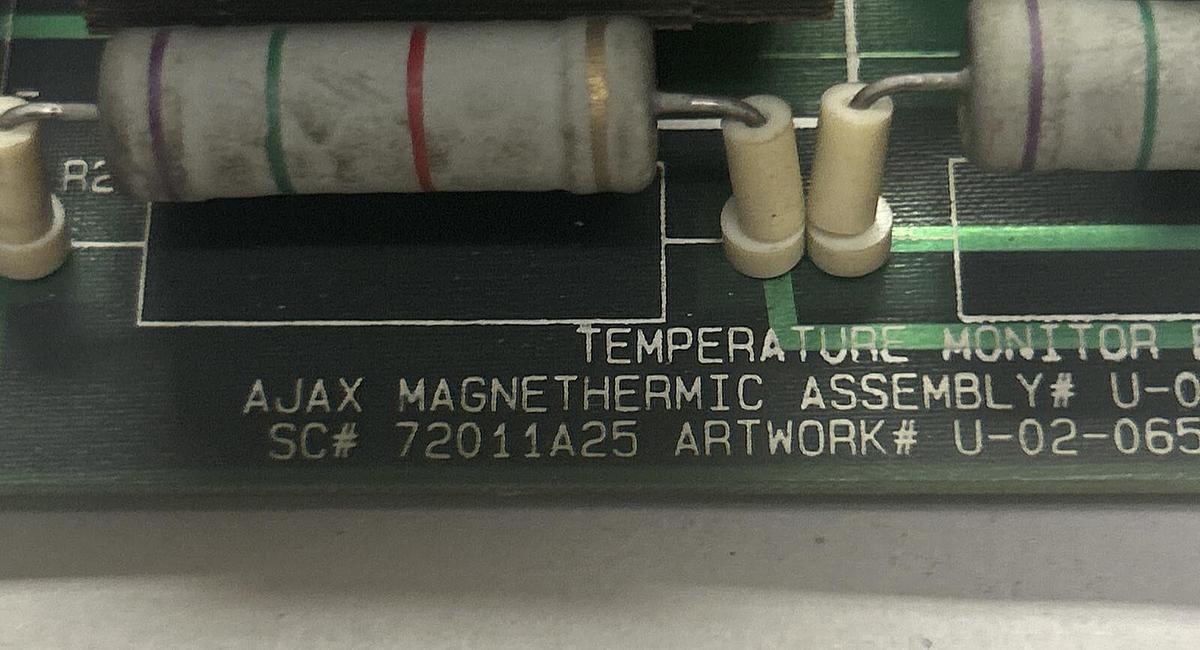 R2
TEMPERATURE MONITOR
AJAX MAGNETHERMIC ASSEMBLY# U-0
SC# 72011A25 ARTWORK# U-02-065